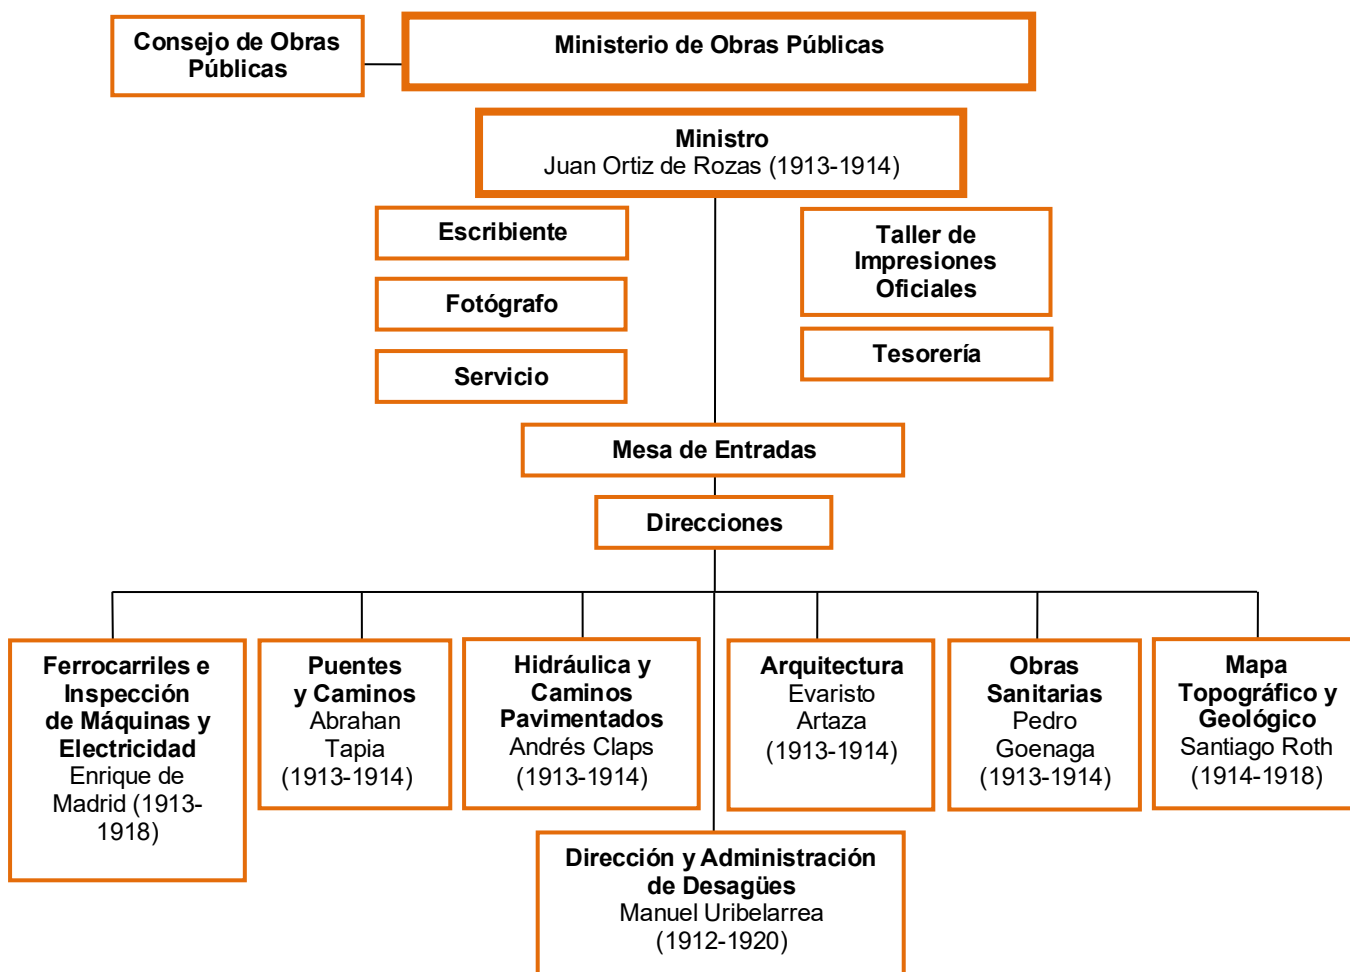 Consejo de Obras
Públicas
Ministerio de Obras Públicas
Ministro
Juan Ortiz de Rozas (1913-1914)
Escribiente
Fotógrafo
Servicio
Taller de
Impresiones
Oficiales
Tesorería
Mesa de Entradas
Direcciones
Ferrocarriles e
Inspección
de Máquinas y
Electricidad
Enrique de
Madrid (1913-
1918)
Puentes
y Caminos
Abrahan
Tapia
(1913-1914)
Hidráulica y
Caminos
Pavimentados
Andrés Claps
(1913-1914)
Arquitectura
Evaristo
Artaza
(1913-1914)
Obras
Sanitarias
Pedro
Goenaga
(1913-1914)
Mapa
Topográfico y
Geológico
Santiago Roth
(1914-1918)
Dirección y Administración
de Desagües
Manuel Uribelarrea
(1912-1920)